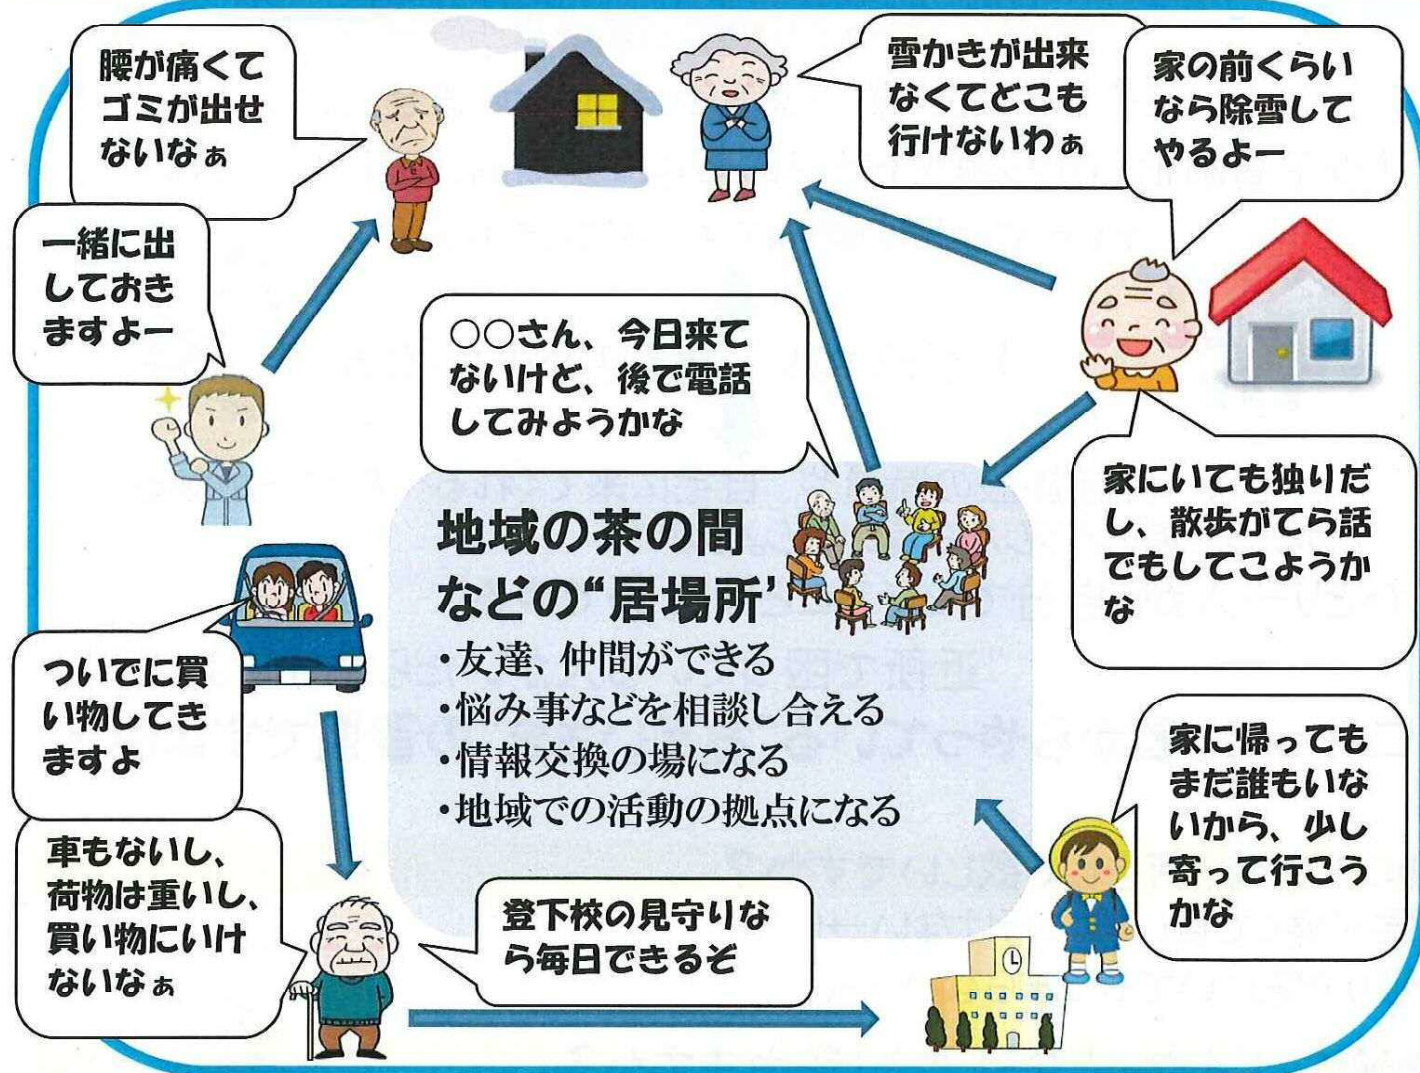 腰が痛くて
ゴミが出せ
ないなぁ
雪かきが出来
なくてどこも
行けないわぁ
家の前くらい
なら除雪して
やるよー
一緒に出
しておき
ますよー
○○さん、今日来て
ないけど、後で電話
してみようかな
家にいても独りだ
し、散歩がてら話
でもしてこようか
な
地域の茶の間
などの“居場所’
・友達、仲間ができる
・悩み事などを相談し合える
・情報交換の場になる
・地域での活動の拠点になる
ついでに買
い物してき
ますよ
家に帰っても
まだ誰もいな
いから、少し
寄って行こう
かな
車もないし、
荷物は重いし、
買い物にいけ
ないなぁ
登下校の見守りな
ら毎日できるぞ